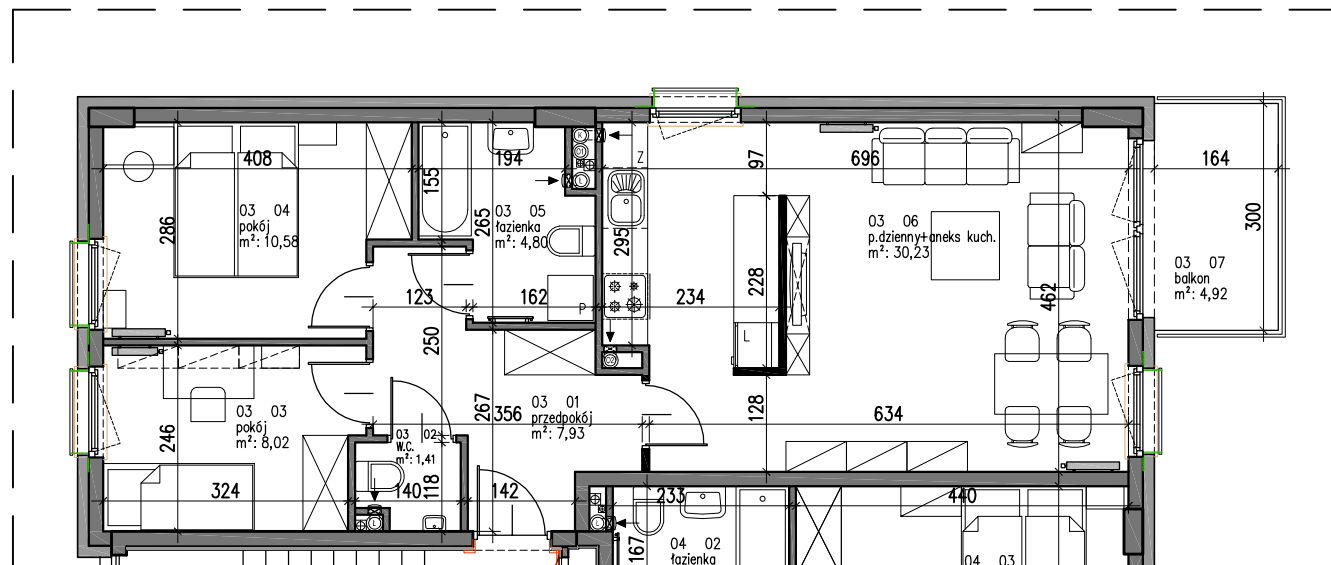 408
194
97
696
164
155
Z
286
03 04
pokój
m²: 10,58
265
03 05
łazienka
m²: 4,80
295
03 06
p.dzienny+aneks kuch.
m²: 30,23
300
03 07
balkon
m²: 4,92
228
462
123
162
P
234
250
L
246
03 03
pokój
m²: 8,02
267
356
03 01
przedpokój
m²: 7,93
128
634
03 02
W.C.
m²: 1,41
324
140
118
142
233
440
167
04 02
łazienka
04 03